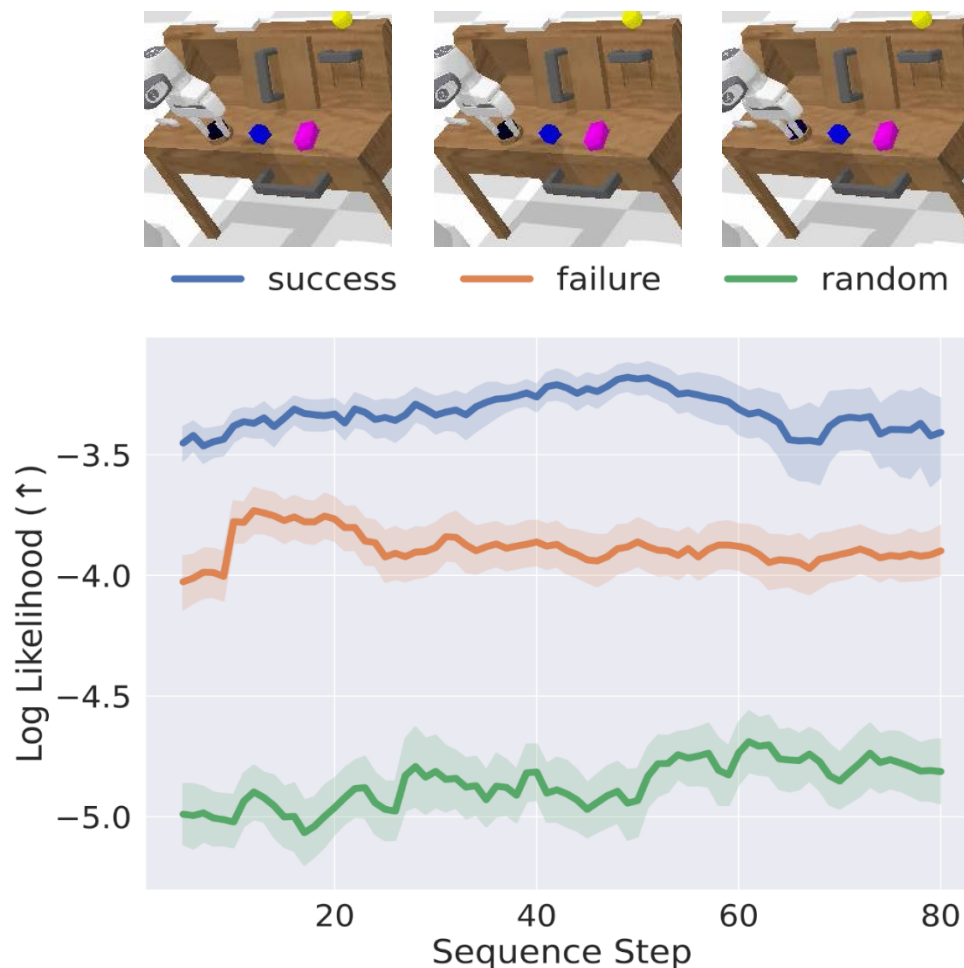 success failure random
−3.5
−4.0
−4.5
−5.0
Log Likelihood (↑)
20 40 60 80
Sequence Step